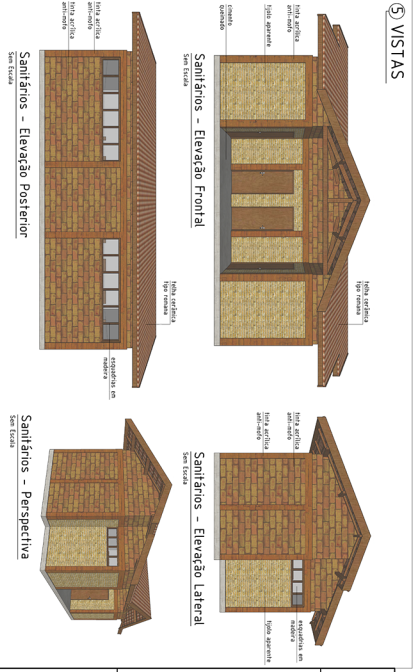 5 VISTAS
tinta acrílica
anti-mofo
tijolo aparente
cimento
queimado
telha cerâmica
tipo romana
Sanitários - Elevação Frontal
Sem Escala
tinta acrílica
anti-mofo
tinta acrílica
anti-mofo
esquadrias em
madeira
tijolo aparente
Sanitários - Elevação Lateral
Sem Escala
tinta acrílica
anti-mofo
tinta acrílica
anti-mofo
telha cerâmica
tipo romana
esquadrias em
madeira
Sanitários - Elevação Posterior
Sem Escala
Sanitários - Perspectiva
Sem Escala